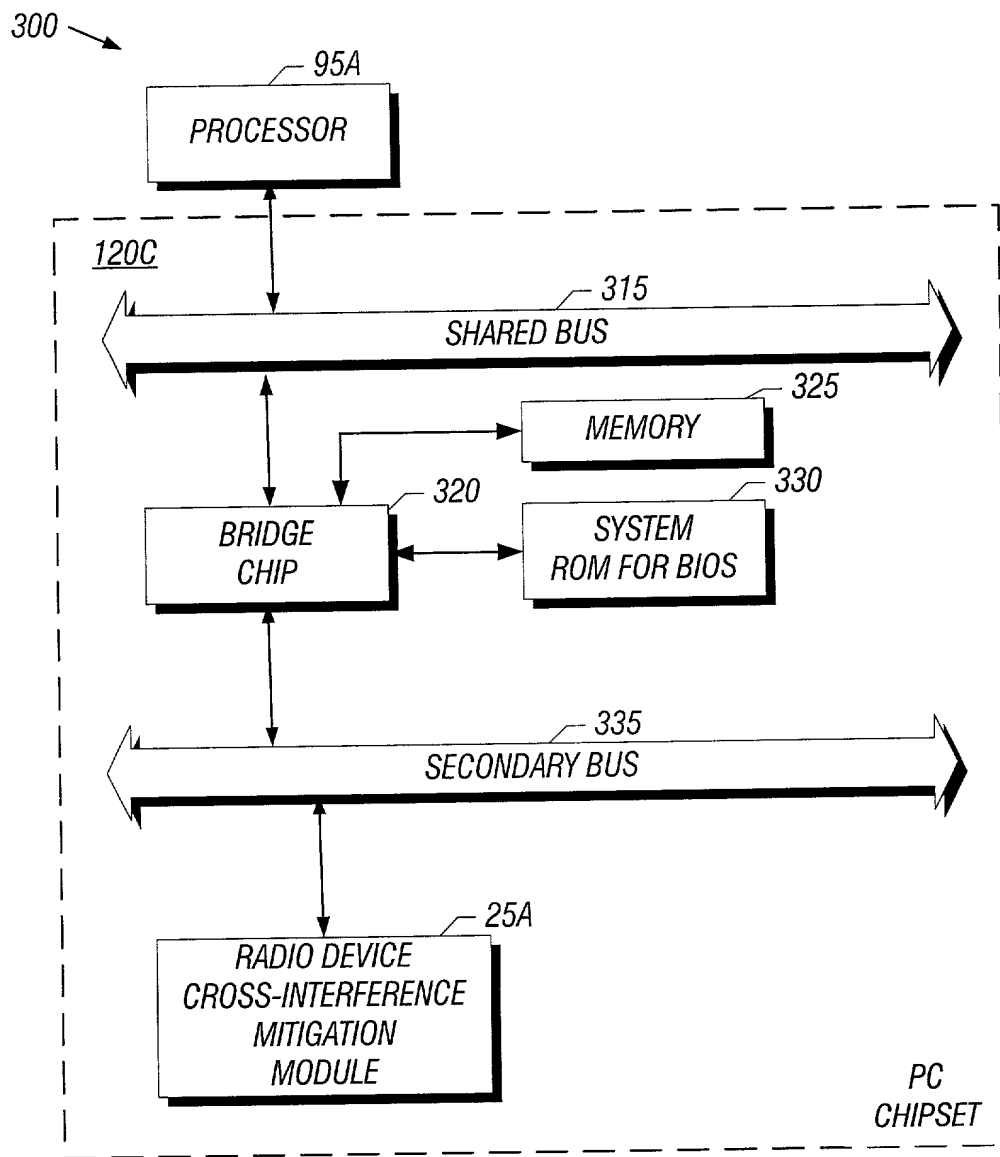 300
95A
PROCESSOR
120C
315
SHARED BUS
325
MEMORY
320
330
BRIDGE
CHIP
SYSTEM
ROM FOR BIOS
335
SECONDARY BUS
25A
RADIO DEVICE
CROSS-INTERFERENCE
MITIGATION
MODULE
PC
CHIPSET